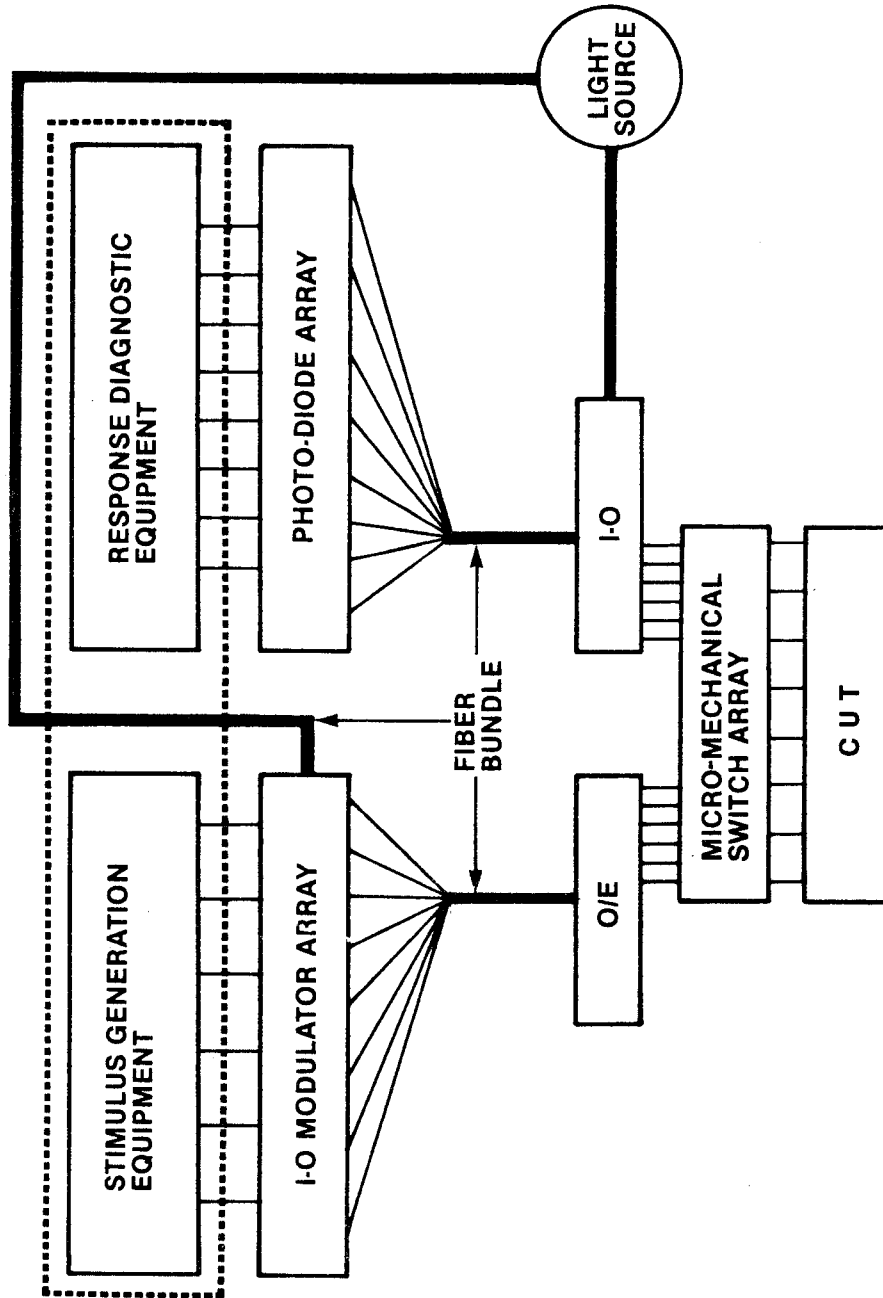 STIMULUS GENERATION
EQUIPMENT
RESPONSE DIAGNOSTIC
EQUIPMENT
I-O MODULATOR ARRAY
PHOTO-DIODE ARRAY
FIBER
BUNDLE
LIGHT
SOURCE
O/E
I-O
MICRO-MECHANICAL
SWITCH ARRAY
CUT